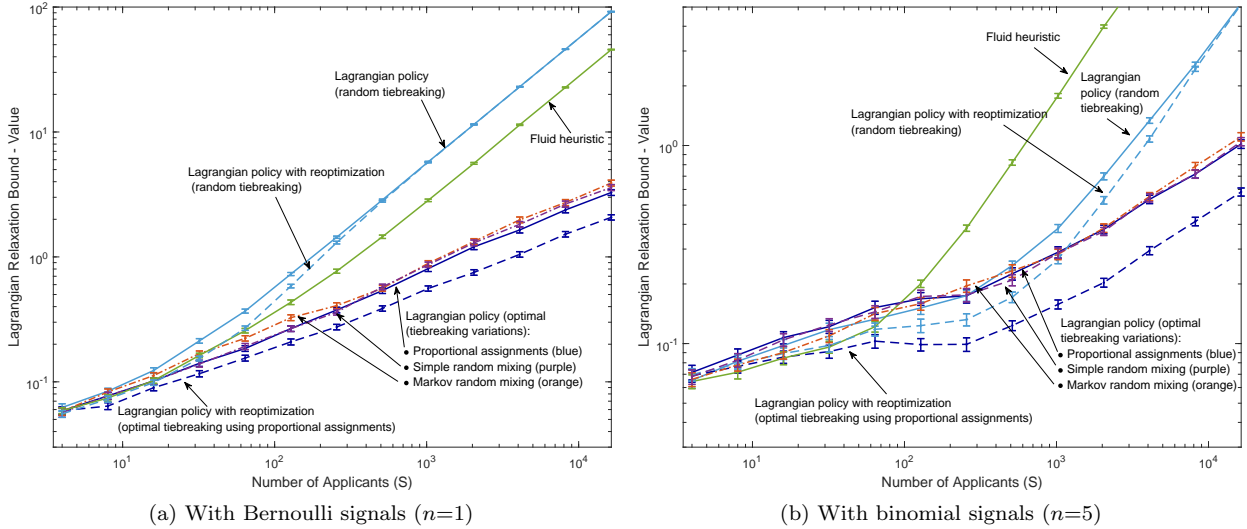 10^2
10^1
10^0
10^-1
Lagrangian Relaxation Bound - Value
Lagrangian policy
(random tiebreaking)
Fluid heuristic
Lagrangian policy with reoptimization
(random tiebreaking)
Lagrangian policy (optimal
(tiebreaking variations):
● Proportional assignments (blue)
● Simple random mixing (purple)
● Markov random mixing (orange)
Lagrangian policy with reoptimization
(optimal tiebreaking using proportional assignments)
10^1
10^2
10^3
10^4
Number of Applicants (S)
(a) With Bernoulli signals (n=1)
10^0
10^-1
Lagrangian Relaxation Bound - Value
Fluid heuristic
Lagrangian
policy (random
tiebreaking)
Lagrangian policy with reoptimization
(random tiebreaking)
Lagrangian policy (optimal
tiebreaking variations):
● Proportional assignments (blue)
● Simple random mixing (purple)
● Markov random mixing (orange)
Lagrangian policy with reoptimization
(optimal tiebreaking using proportional assignments)
10^1
10^2
10^3
10^4
Number of Applicants (S)
(b) With binomial signals (n=5)